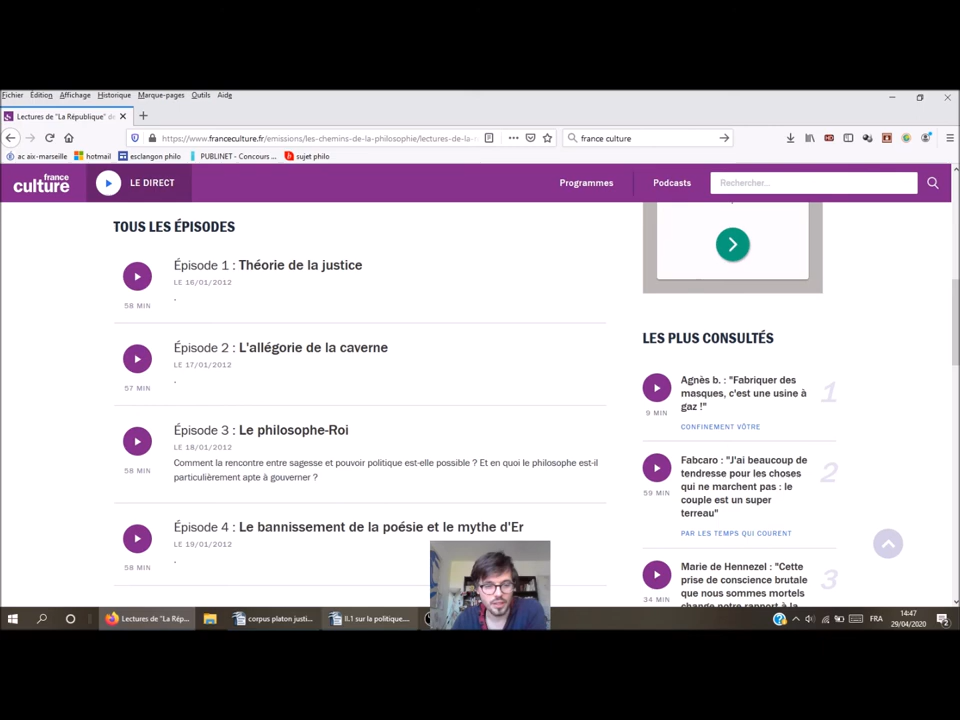 Fichier Édition Affichage Historique Marque-pages Outils Aide
Lectures de "La République" d
https://www.franceculture.fr/emissions/les-chemins-de-la-philosophie/lectures-de-la-
france culture
ac aix-marseille hotmail esclangon philo PUBLINET - Concours ... sujet philo
france
culture
LE DIRECT
Programmes
Podcasts
Rechercher...
TOUS LES ÉPISODES
Épisode 1 : Théorie de la justice
LE 16/01/2012
.
58 MIN
Épisode 2 : L'allégorie de la caverne
LE 17/01/2012
.
57 MIN
Épisode 3 : Le philosophe-Roi
LE 18/01/2012
Comment la rencontre entre sagesse et pouvoir politique est-elle possible ? Et en quoi le philosophe est-il
particulièrement apte à gouverner ?
58 MIN
Épisode 4 : Le bannissement de la poésie et le mythe d'Er
LE 19/01/2012
.
58 MIN
LES PLUS CONSULTÉS
Agnès b. : "Fabriquer des
masques, c'est une usine à
gaz !"
1
9 MIN
CONFINEMENT VÔTRE
Fabcaro : "J'ai beaucoup de
tendresse pour les choses
qui ne marchent pas : le
couple est un super
terreau"
2
59 MIN
PAR LES TEMPS QUI COURENT
Marie de Hennezel : "Cette
prise de conscience brutale
que nous sommes mortels
change notre rapport à la
3
34 MIN
Lectures de "La Rép...
corpus platon justi...
II.1 sur la politique....
FRA
14:47
29/04/2020
2